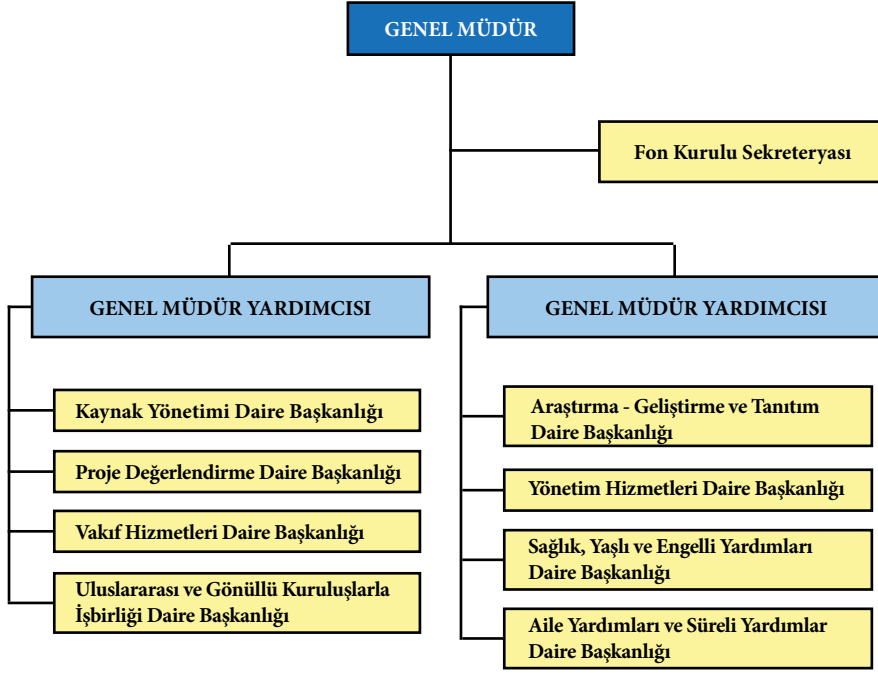 GENEL MÜDÜR
Fon Kurulu Sekreteryası
GENEL MÜDÜR YARDIMCISI
Kaynak Yönetimi Daire Başkanlığı
Proje Değerlendirme Daire Başkanlığı
Vakıf Hizmetleri Daire Başkanlığı
Uluslararası ve Gönüllü Kuruluşlarla
İşbirliği Daire Başkanlığı
GENEL MÜDÜR YARDIMCISI
Araştırma - Geliştirme ve Tanıtım
Daire Başkanlığı
Yönetim Hizmetleri Daire Başkanlığı
Sağlık, Yaşlı ve Engelli Yardımları
Daire Başkanlığı
Aile Yardımları ve Süreli Yardımlar
Daire Başkanlığı